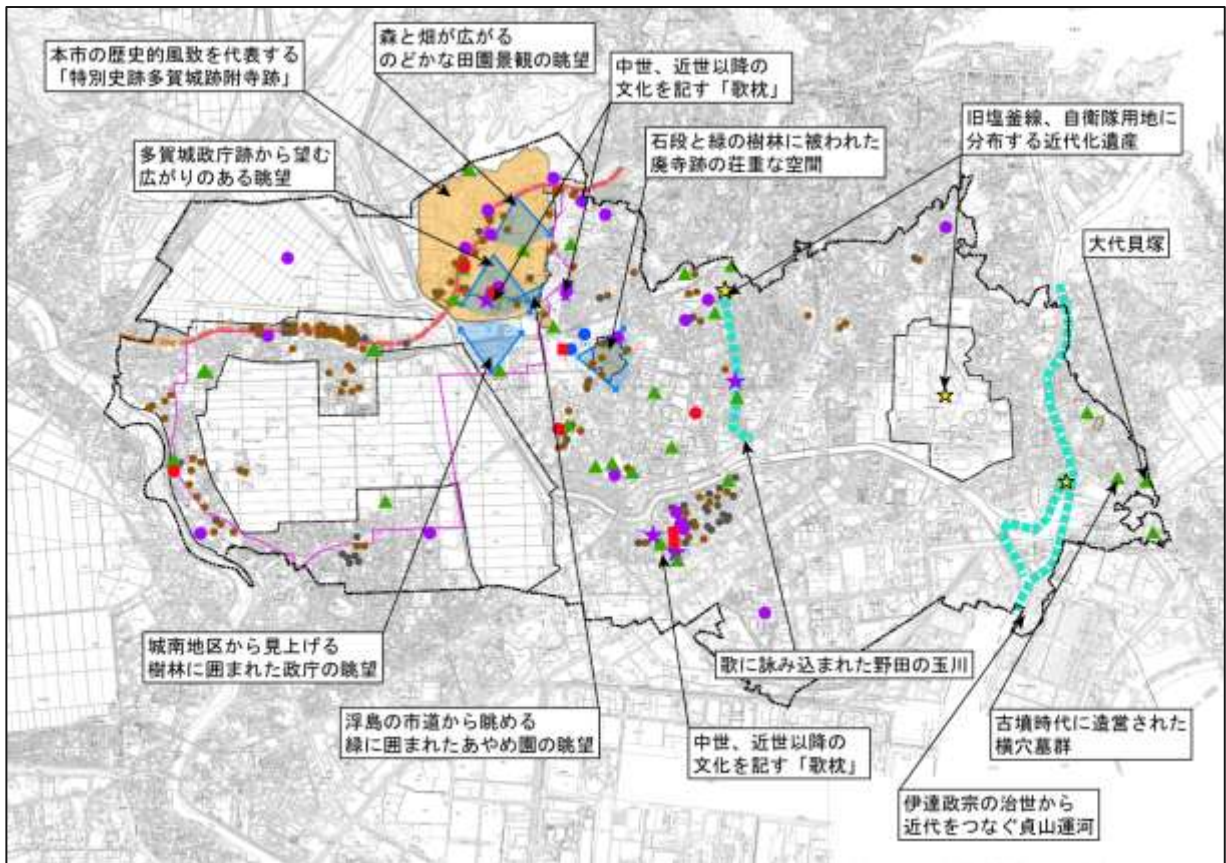 本市の歴史的風致を代表する
「特別史跡多賀城跡附寺跡」
森と畑が広がる
のどかな田園景観の眺望
中世、近世以降の
文化を記す「歌枕」
旧塩釜線、自衛隊用地に
分布する近代化遺産
石段と緑の樹林に被われた
廃寺跡の荘重な空間
多賀城政庁跡から望む
広がりのある眺望
大代貝塚
城南地区から見上げる
樹林に囲まれた政庁の眺望
歌に詠み込まれた野田の玉川
浮島の市道から眺める
緑に囲まれたあやめ園の眺望
中世、近世以降の
文化を記す「歌枕」
古墳時代に造営された
横穴墓群
伊達政宗の治世から
近代をつなぐ貞山運河